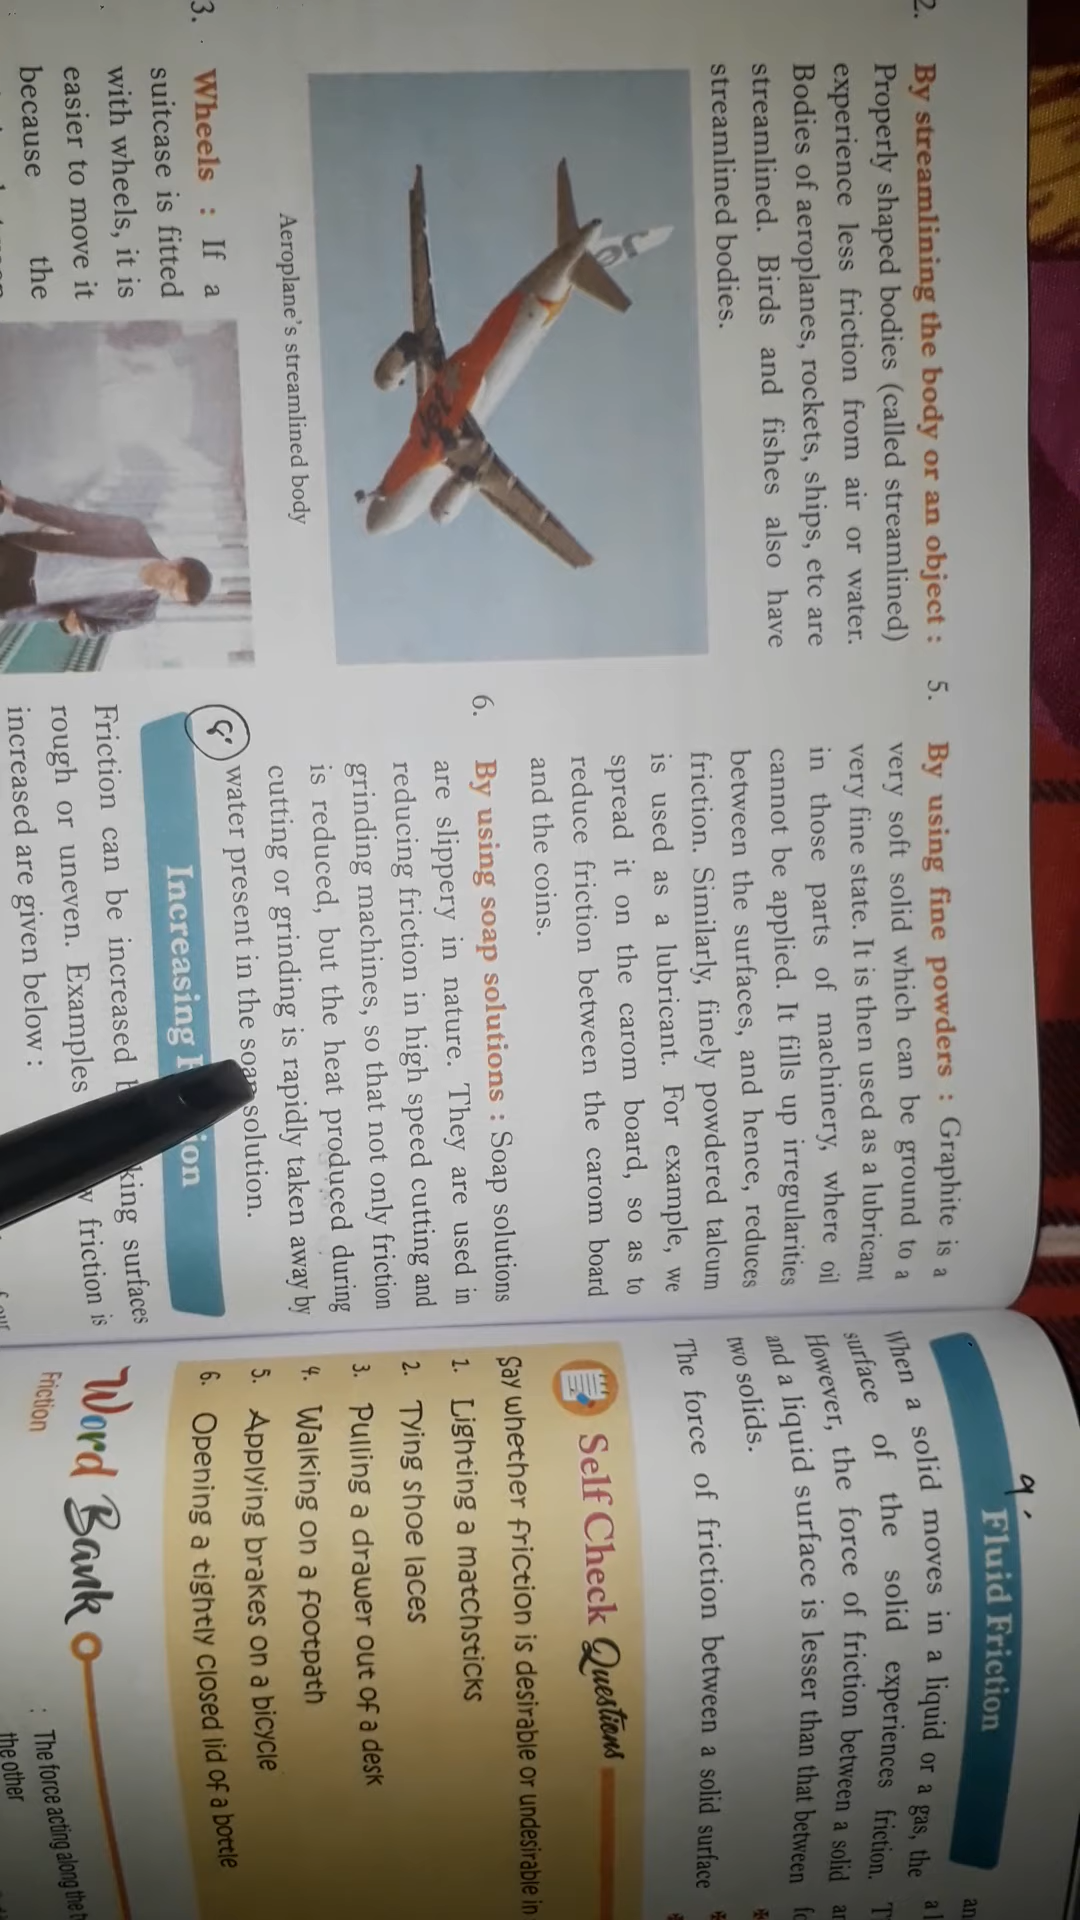 2. By streamlining the body or an object :
Properly shaped bodies (called streamlined)
experience less friction from air or water.
Bodies of aeroplanes, rockets, ships, etc are
streamlined. Birds and fishes also have
streamlined bodies.
Aeroplane's streamlined body
3. Wheels : If a
suitcase is fitted
with wheels, it is
easier to move it
because the
5. By using fine powders : Graphite is a
very soft solid which can be ground to a
very fine state. It is then used as a lubricant
in those parts of machinery, where oil
cannot be applied. It fills up irregularities
between the surfaces, and hence, reduces
friction. Similarly, finely powdered talcum
is used as a lubricant. For example, we
spread it on the carom board, so as to
reduce friction between the carom board
and the coins.
6. By using soap solutions : Soap solutions
are slippery in nature. They are used in
reducing friction in high speed cutting and
grinding machines, so that not only friction
is reduced, but the heat produced during
cutting or grinding is rapidly taken away by
water present in the soap solution.
8.
Increasing
Friction can be increased surfaces
rough or uneven. Examples friction is
increased are given below :
9.
Fluid Friction
When a solid moves in a liquid or a gas, the
surface of the solid experiences friction.
However, the force of friction between a solid
and a liquid surface is lesser than that between
two solids.
The force of friction between a solid surface
Self Check Questions
Say whether friction is desirable or undesirable in
1. Lighting a matchsticks
2. Tying shoe laces
3. Pulling a drawer out of a desk
4. Walking on a footpath
5. Applying brakes on a bicycle
6. Opening a tightly closed lid of a bottle
Word Bank
Friction : The force acting along the
the other